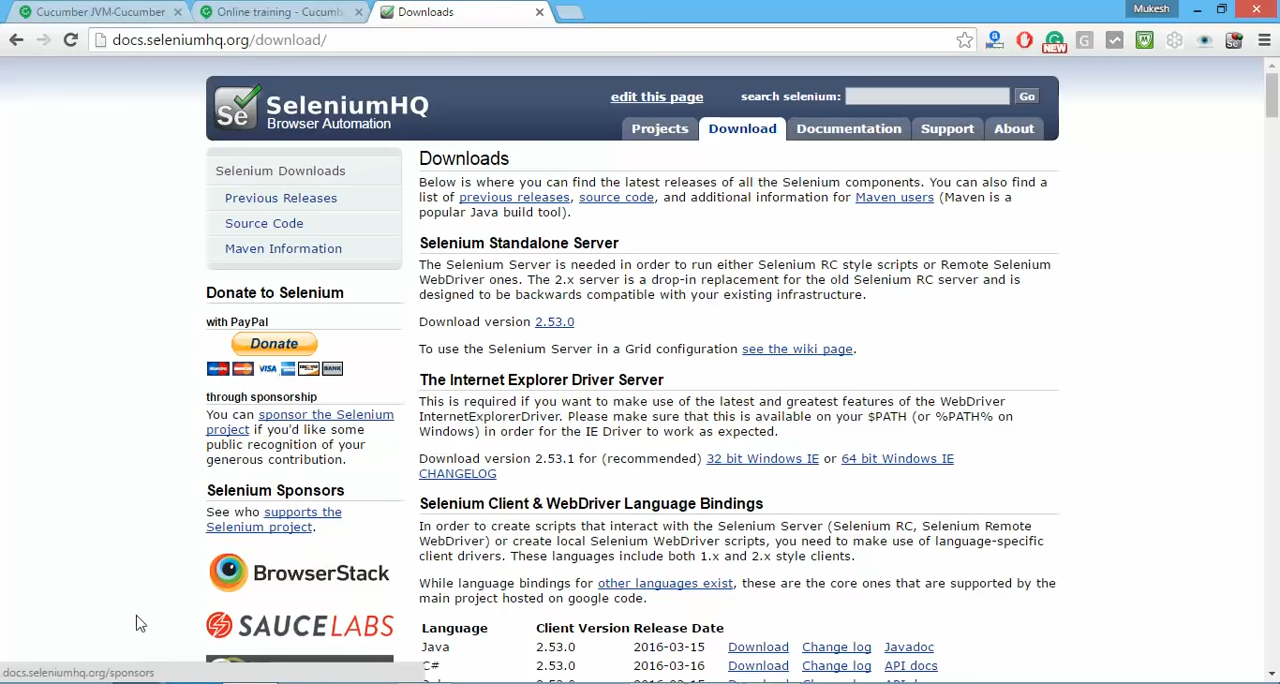 Cucumber JVM-Cucumber
Online training - Cucumb
Downloads
Mukesh
docs.seleniumhq.org/download/
NEW
G
Se
SeleniumHQ
Browser Automation
edit this page
search selenium:
Go
Projects
Download
Documentation
Support
About
Selenium Downloads
Previous Releases
Source Code
Maven Information
Donate to Selenium
with PayPal
Donate
VISA
BANK
through sponsorship
You can sponsor the Selenium
project if you'd like some
public recognition of your
generous contribution.
Selenium Sponsors
See who supports the
Selenium project.
BrowserStack
SAUCELABS
Downloads
Below is where you can find the latest releases of all the Selenium components. You can also find a
list of previous releases, source code, and additional information for Maven users (Maven is a
popular Java build tool).
Selenium Standalone Server
The Selenium Server is needed in order to run either Selenium RC style scripts or Remote Selenium
WebDriver ones. The 2.x server is a drop-in replacement for the old Selenium RC server and is
designed to be backwards compatible with your existing infrastructure.
Download version 2.53.0
To use the Selenium Server in a Grid configuration see the wiki page.
The Internet Explorer Driver Server
This is required if you want to make use of the latest and greatest features of the WebDriver
InternetExplorerDriver. Please make sure that this is available on your $PATH (or %PATH% on
Windows) in order for the IE Driver to work as expected.
Download version 2.53.1 for (recommended) 32 bit Windows IE or 64 bit Windows IE
CHANGELOG
Selenium Client & WebDriver Language Bindings
In order to create scripts that interact with the Selenium Server (Selenium RC, Selenium Remote
WebDriver) or create local Selenium WebDriver scripts, you need to make use of language-specific
client drivers. These languages include both 1.x and 2.x style clients.
While language bindings for other languages exist, these are the core ones that are supported by the
main project hosted on google code.
Language Client Version Release Date
Java 2.53.0 2016-03-15 Download Change log Javadoc
C# 2.53.0 2016-03-16 Download Change log API docs
docs.seleniumhq.org/sponsors